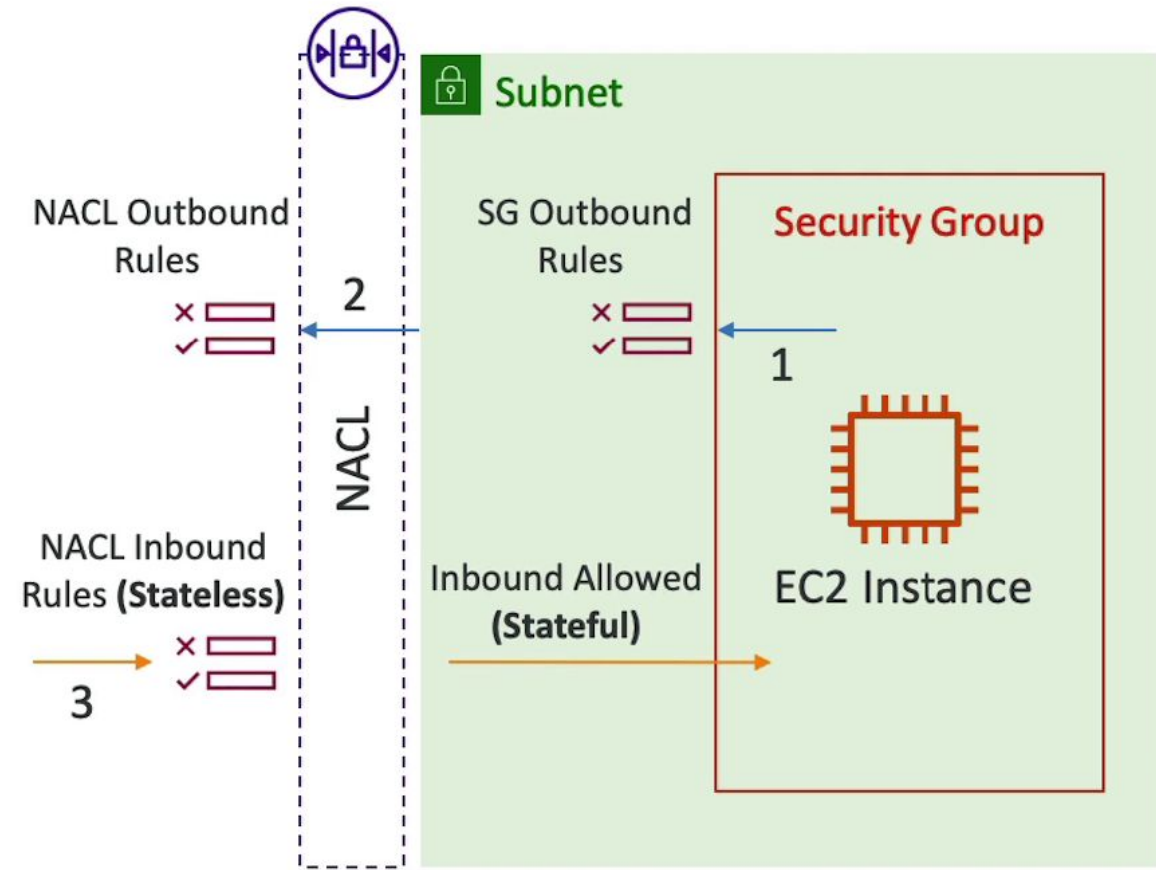 Subnet
NACL Outbound
Rules
SG Outbound
Rules
Security Group
2
1
NACL
NACL Inbound
Rules (Stateless)
Inbound Allowed
(Stateful)
EC2 Instance
3